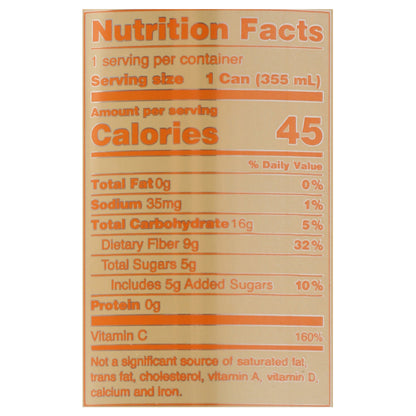 Nutrition Facts
1 serving per container
Serving size 1 Can (355 mL)
Amount per serving
Calories 45
% Daily Value
Total Fat 0g 0%
Sodium 35mg 1%
Total Carbohydrate 16g 5%
Dietary Fiber 9g 32%
Total Sugars 5g
Includes 5g Added Sugars 10%
Protein 0g
Vitamin C 160%
Not a significant source of saturated fat,
trans fat, cholesterol, vitamin A, vitamin D,
calcium and iron.